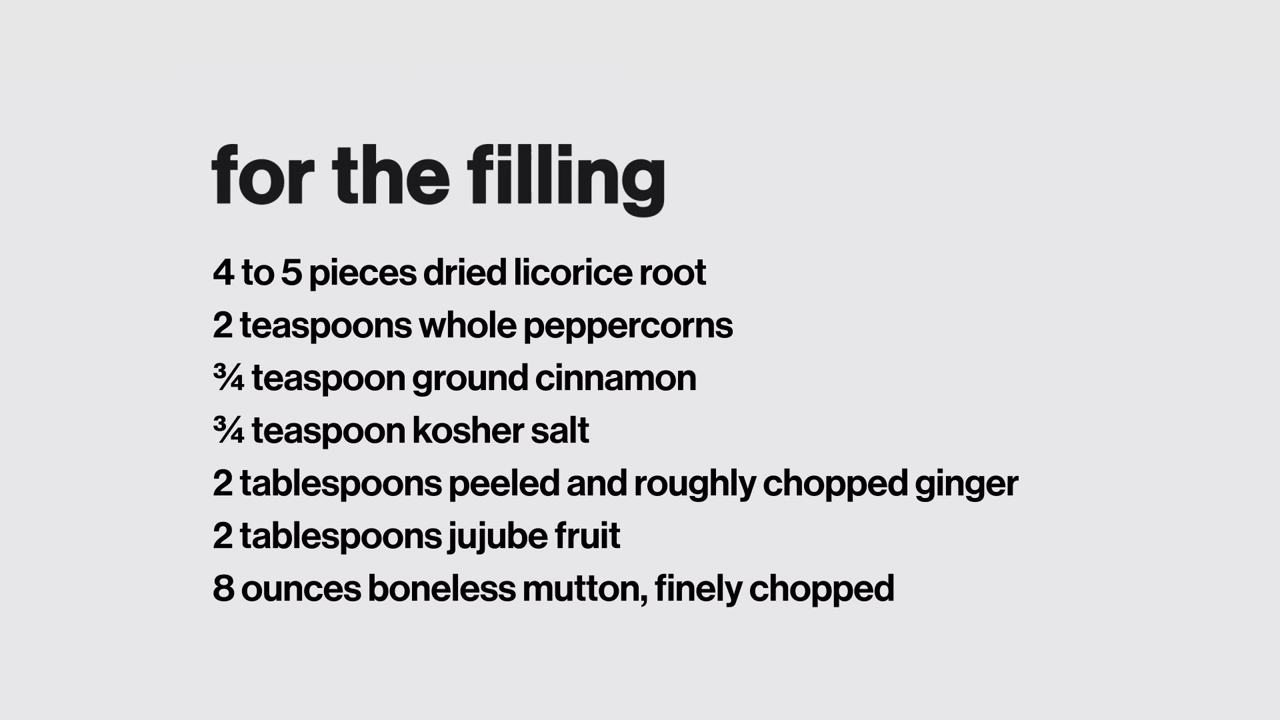 for the filling
4 to 5 pieces dried licorice root
2 teaspoons whole peppercorns
¾ teaspoon ground cinnamon
¾ teaspoon kosher salt
2 tablespoons peeled and roughly chopped ginger
2 tablespoons jujube fruit
8 ounces boneless mutton, finely chopped